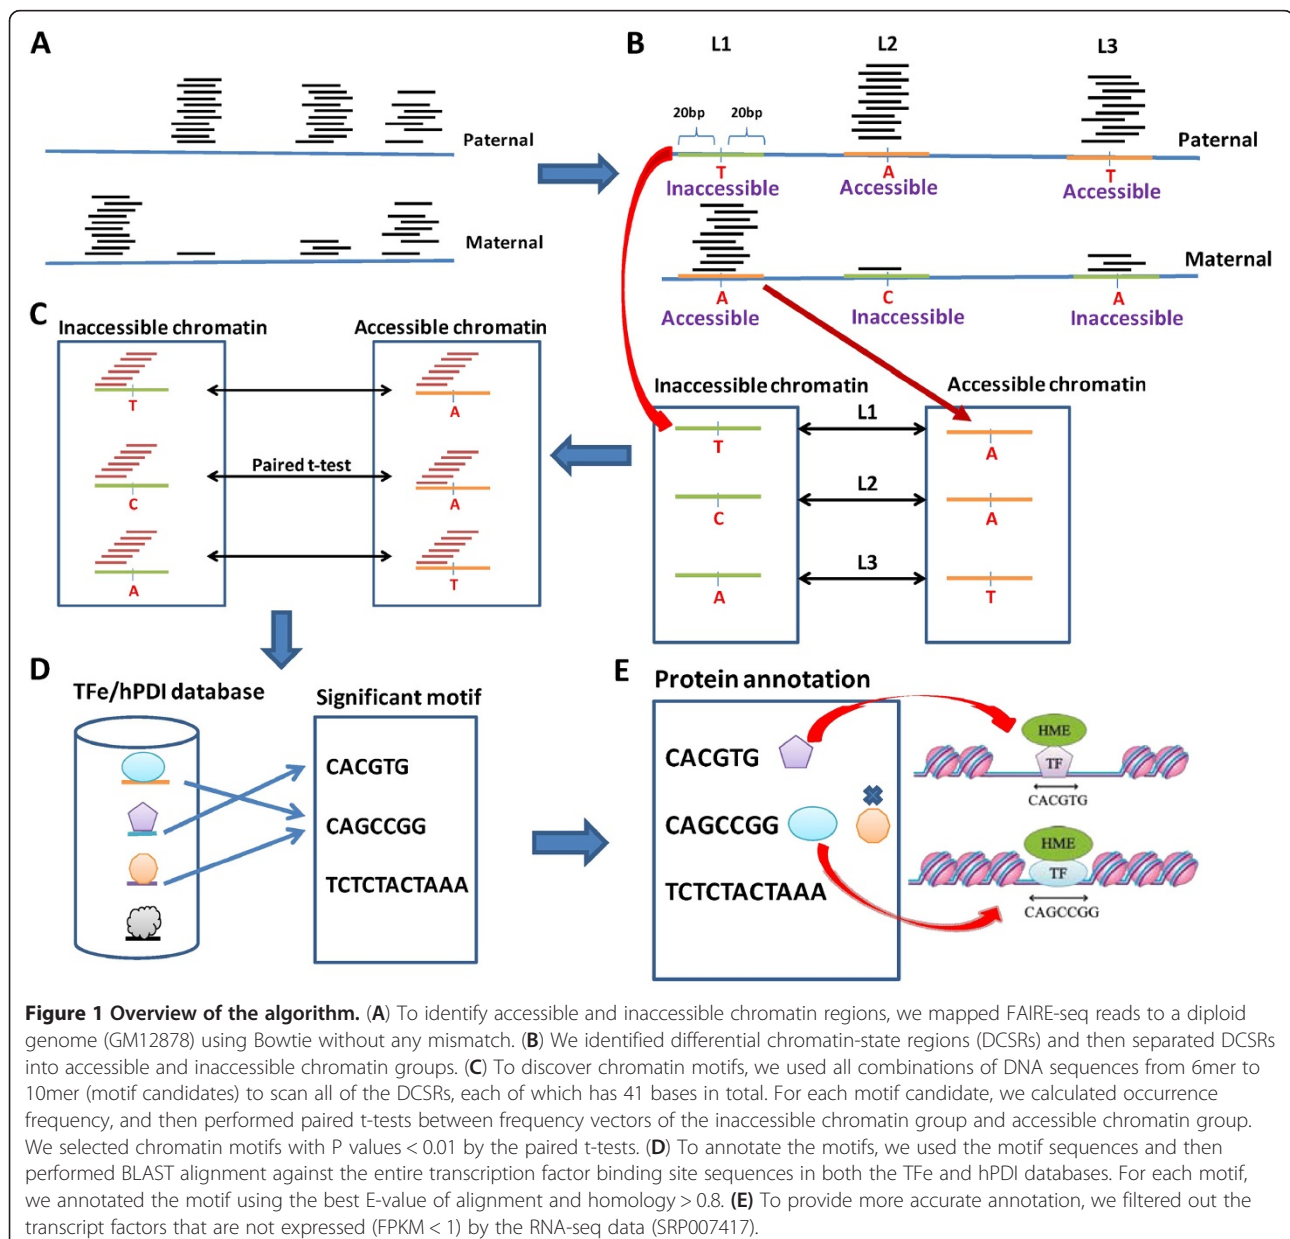 A
Paternal
Maternal
B
L1
L2
L3
20bp
20bp
Paternal
T
A
T
Inaccessible
Accessible
Accessible
Maternal
A
C
A
Accessible
Inaccessible
Inaccessible
Inaccessible chromatin
Accessible chromatin
L1
T
A
L2
C
A
L3
A
T
C
Inaccessible chromatin
Accessible chromatin
T
A
Paired t-test
C
A
A
T
D
TFe/hPDI database
Significant motif
CACGTG
CAGCCGG
TCTCTACTAAA
E
Protein annotation
CACGTG
CAGCCGG
TCTCTACTAAA
HME
TF
CACGTG
HME
TF
CAGCCGG
Figure 1 Overview of the algorithm. (A) To identify accessible and inaccessible chromatin regions, we mapped FAIRE-seq reads to a diploid
genome (GM12878) using Bowtie without any mismatch. (B) We identified differential chromatin-state regions (DCSRs) and then separated DCSRs
into accessible and inaccessible chromatin groups. (C) To discover chromatin motifs, we used all combinations of DNA sequences from 6mer to
10mer (motif candidates) to scan all of the DCSRs, each of which has 41 bases in total. For each motif candidate, we calculated occurrence
frequency, and then performed paired t-tests between frequency vectors of the inaccessible chromatin group and accessible chromatin group.
We selected chromatin motifs with P values < 0.01 by the paired t-tests. (D) To annotate the motifs, we used the motif sequences and then
performed BLAST alignment against the entire transcription factor binding site sequences in both the TFe and hPDI databases. For each motif,
we annotated the motif using the best E-value of alignment and homology > 0.8. (E) To provide more accurate annotation, we filtered out the
transcript factors that are not expressed (FPKM < 1) by the RNA-seq data (SRP007417).